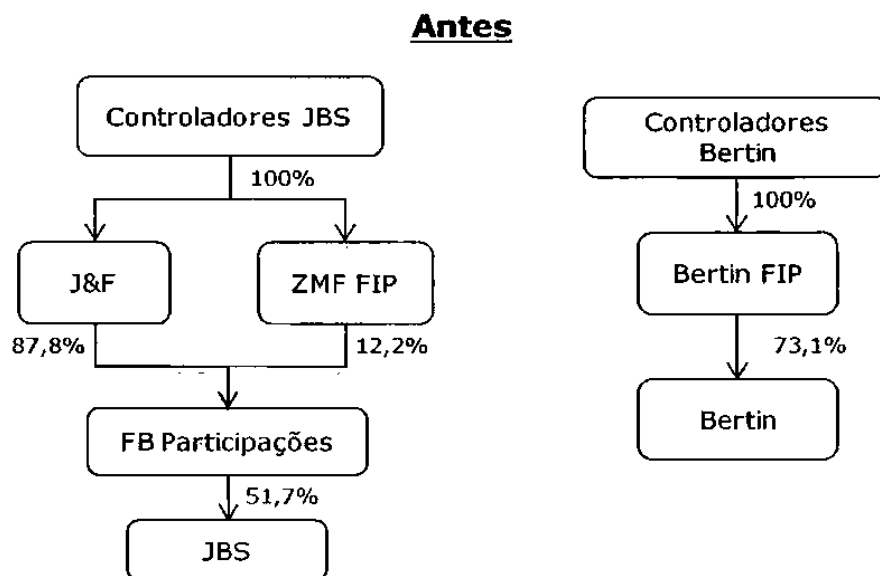 Antes
Controladores JBS
100%
J&F
ZMF FIP
87,8%
12,2%
FB Participações
51,7%
JBS
Controladores
Bertin
100%
Bertin FIP
73,1%
Bertin